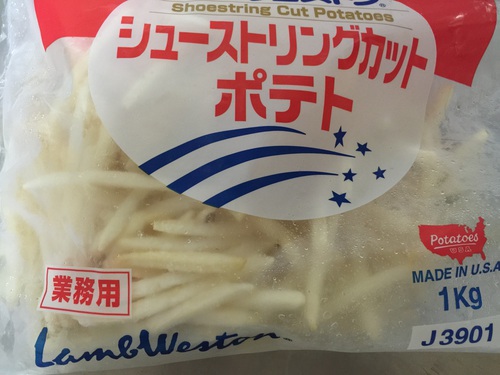 Shoestring Cut Potatoes
シューストリングカット
ポテト
Potatoes
MADE IN U.S.A
1Kg
業務用
LambWeston
J3901